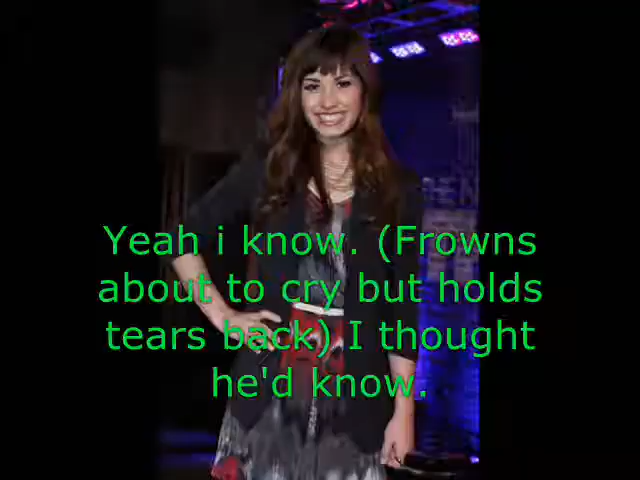 Yeah i know. (Frowns
about to cry but holds
tears back) I thought
he'd know.